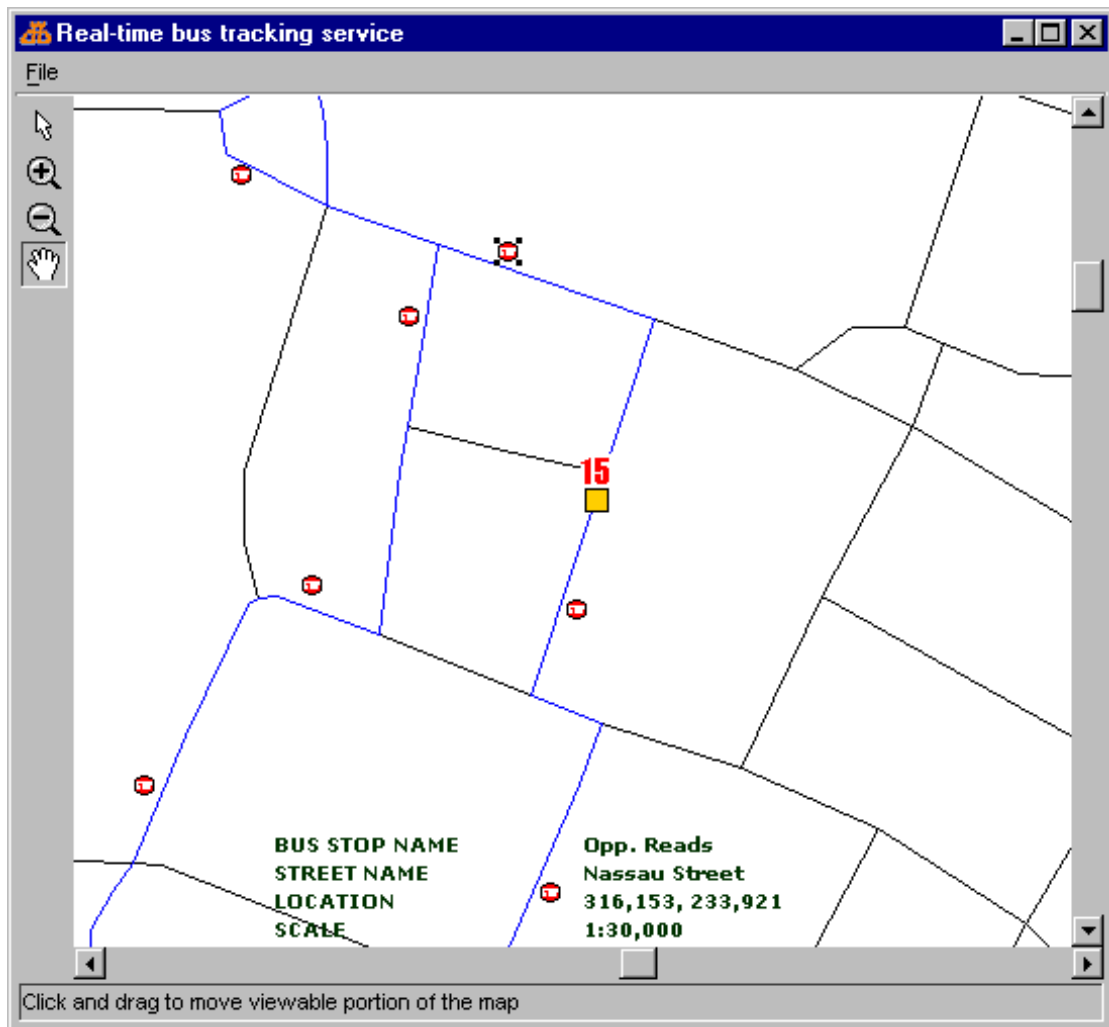 Real-time bus tracking service
File
15
BUS STOP NAME Opp. Reads
STREET NAME Nassau Street
LOCATION 316,153, 233,921
SCALE 1:30,000
Click and drag to move viewable portion of the map